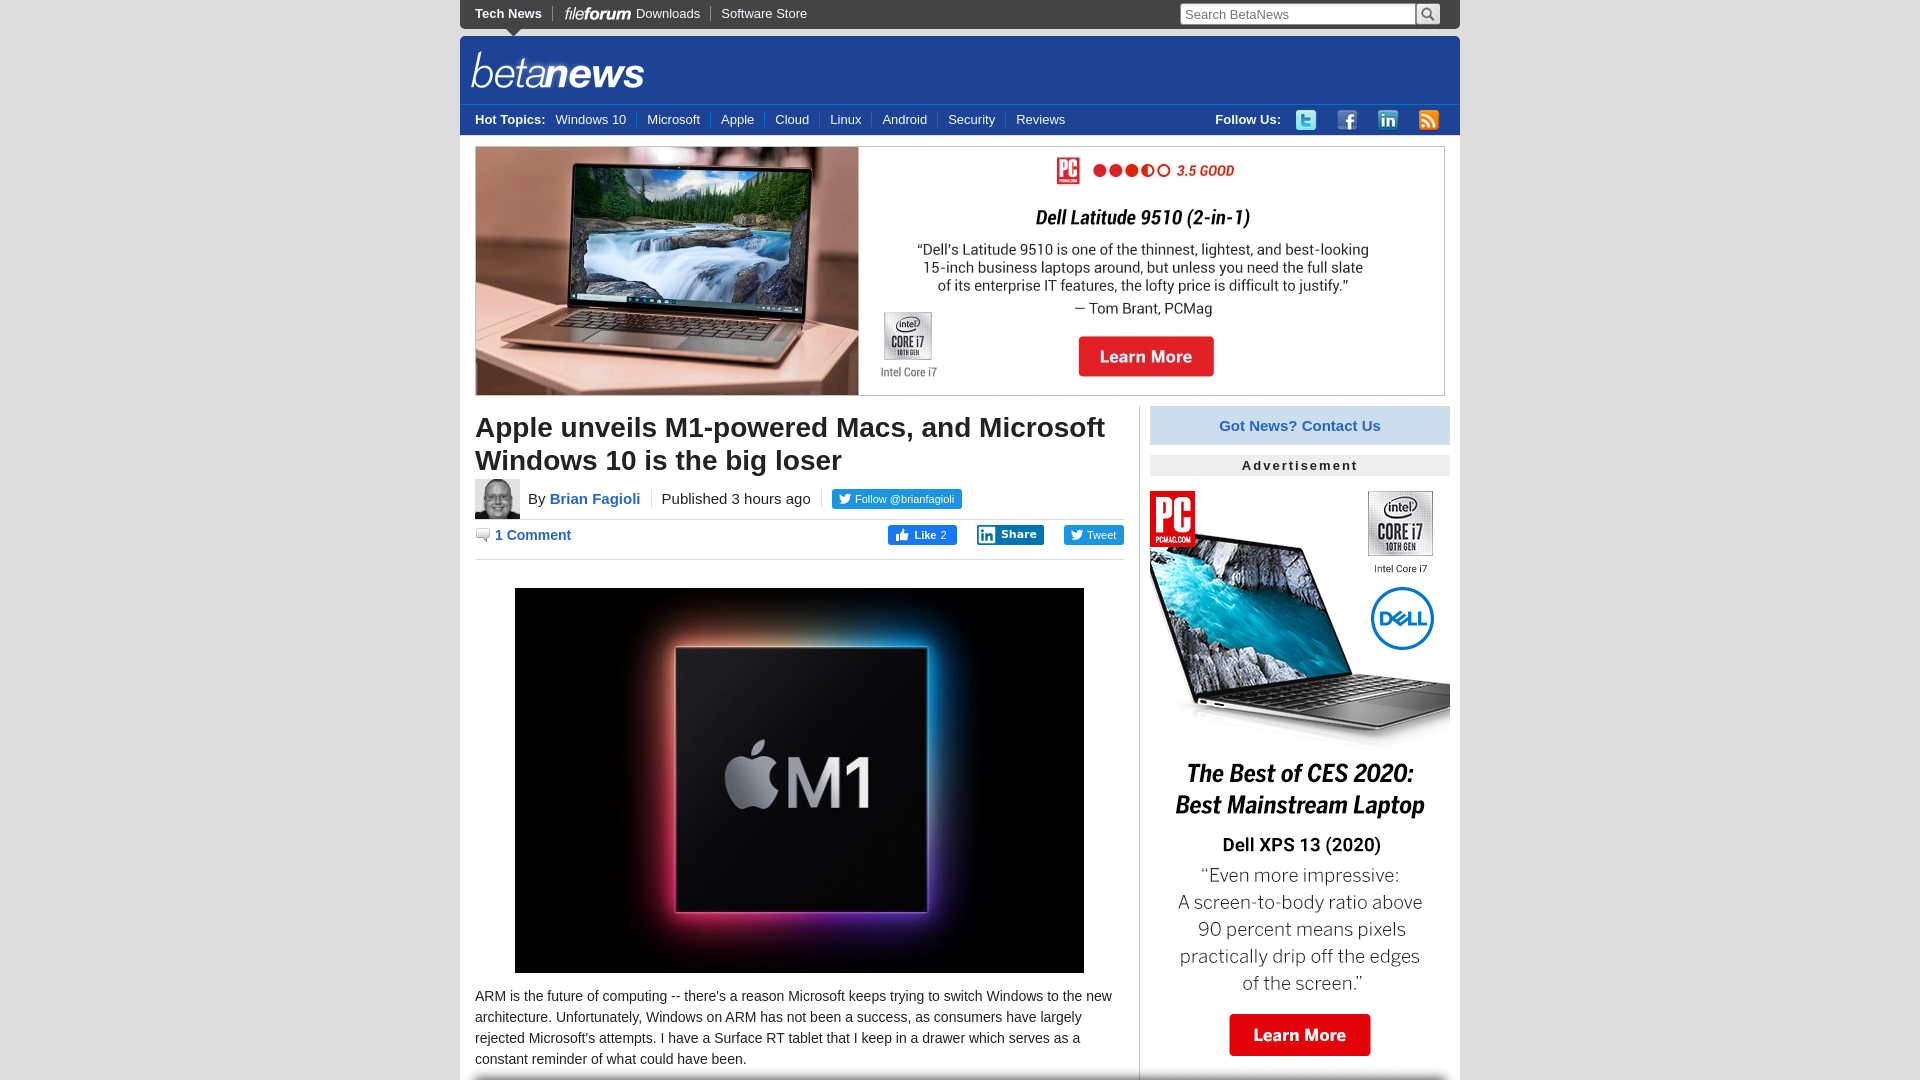 Tech News
fileforum Downloads
Software Store
Search BetaNews
betanews
Hot Topics: Windows 10 Microsoft Apple Cloud Linux Android Security Reviews
Follow Us:
PC
PCMAG.COM
3.5 GOOD
Dell Latitude 9510 (2-in-1)
“Dell’s Latitude 9510 is one of the thinnest, lightest, and best-looking
15-inch business laptops around, but unless you need the full slate
of its enterprise IT features, the lofty price is difficult to justify.”
— Tom Brant, PCMag
intel
CORE i7
10TH GEN
Intel Core i7
Learn More
Apple unveils M1-powered Macs, and Microsoft
Windows 10 is the big loser
By Brian Fagioli
Published 3 hours ago
Follow @brianfagioli
1 Comment
Like 2
in Share
Tweet
M1
ARM is the future of computing -- there's a reason Microsoft keeps trying to switch Windows to the new
architecture. Unfortunately, Windows on ARM has not been a success, as consumers have largely
rejected Microsoft's attempts. I have a Surface RT tablet that I keep in a drawer which serves as a
constant reminder of what could have been.
Got News? Contact Us
Advertisement
PC
PCMAG.COM
intel
CORE i7
10TH GEN
Intel Core i7
DELL
The Best of CES 2020:
Best Mainstream Laptop
Dell XPS 13 (2020)
“Even more impressive:
A screen-to-body ratio above
90 percent means pixels
practically drip off the edges
of the screen.”
Learn More